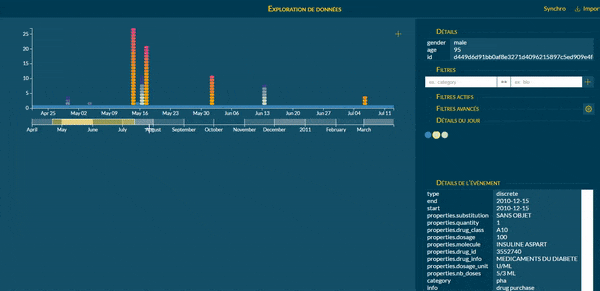 Exploration de données
Synchro
Impor
Détails
gender male
age 95
id d449d6d91bb0af8e3271d4096215897c5ed909e4f
Filtres
ex: category
== 
ex: bio
+
Filtres actifs
Filtres avancés
Détails du jour
25
20
15
10
5
0
Apr 25 May 02 May 09 May 16 May 23 May 30 Jun 06 Jun 13 Jun 20 Jun 27 Jul 04 Jul 11
April May June July August September October November December 2011 February March
Détails de l'événement
type discrete
end 2010-12-15
start 2010-12-15
properties.substitution SANS OBJET
properties.quantity 1
properties.drug_class A10
properties.dosage 100
properties.molecule INSULINE ASPART
properties.drug_id 3552740
properties.drug_info MEDICAMENTS DU DIABETE
properties.dosage_unit U/ML
properties.nb_doses 5/3 ML
category pha
info drug purchase